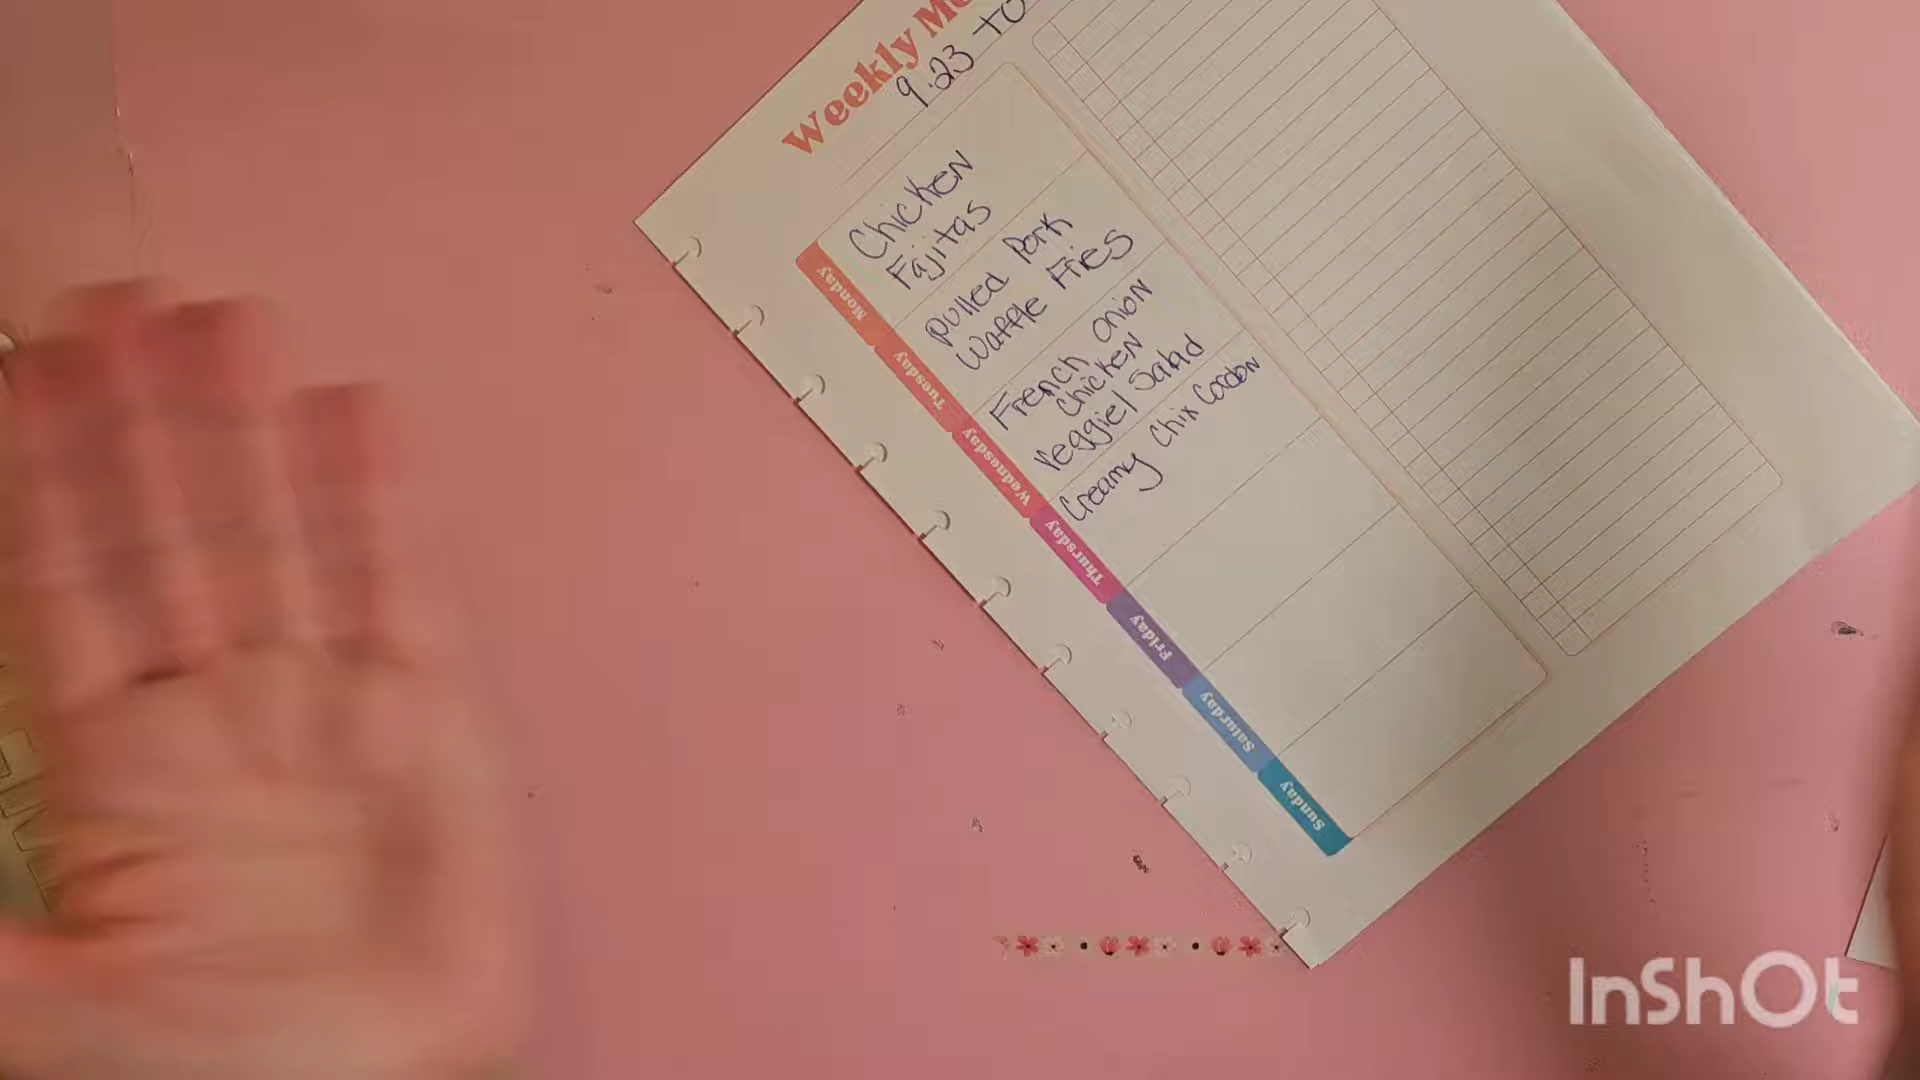 Weekly
9.23 to
Monday
Chicken
Fajitas
Tuesday
Pulled Pork
Waffle Fries
Wednesday
French Onion
Chicken
Veggie/Salad
Thursday
Creamy Chix Cordon
Friday
Saturday
Sunday
InShOt